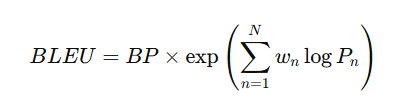 BLEU = BP × exp ( ∑_{n=1}^{N} w_n log P_n )